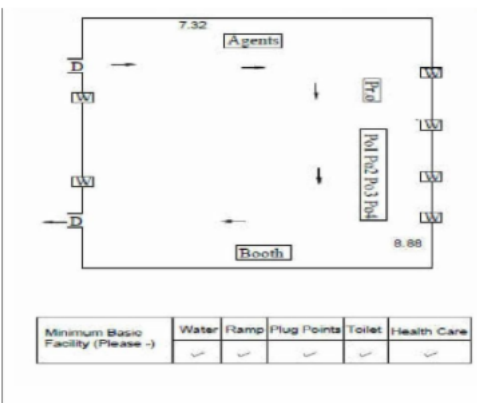 7.32
Agents
D
W
Pro
W
W
Po1 Po2 Po3 Po4
W
W
D
W
Booth
8.88
Minimum Basic
Facility (Please -)
Water Ramp Plug Points Toilet Health Care